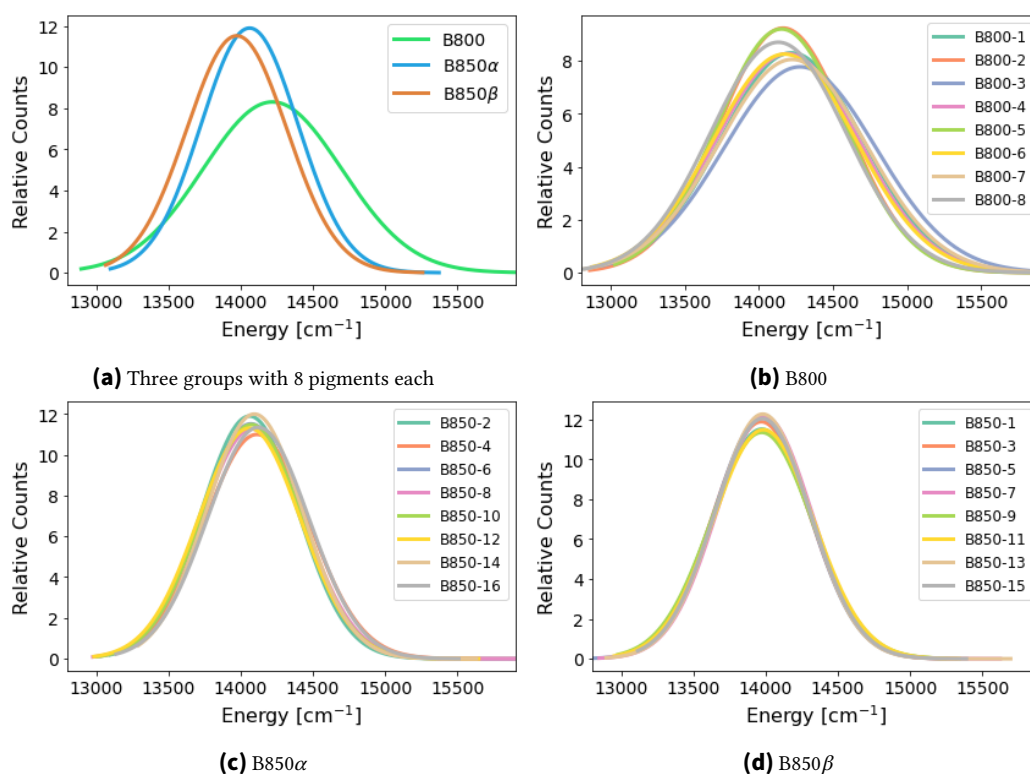 12
10
8
6
4
2
0
Relative Counts
B800
B850α
B850β
13000 13500 14000 14500 15000 15500
Energy [cm⁻¹]
(a) Three groups with 8 pigments each
8
6
4
2
0
Relative Counts
B800-1
B800-2
B800-3
B800-4
B800-5
B800-6
B800-7
B800-8
13000 13500 14000 14500 15000 15500
Energy [cm⁻¹]
(b) B800
12
10
8
6
4
2
0
Relative Counts
B850-2
B850-4
B850-6
B850-8
B850-10
B850-12
B850-14
B850-16
13000 13500 14000 14500 15000 15500
Energy [cm⁻¹]
(c) B850α
12
10
8
6
4
2
0
Relative Counts
B850-1
B850-3
B850-5
B850-7
B850-9
B850-11
B850-13
B850-15
13000 13500 14000 14500 15000 15500
Energy [cm⁻¹]
(d) B850β